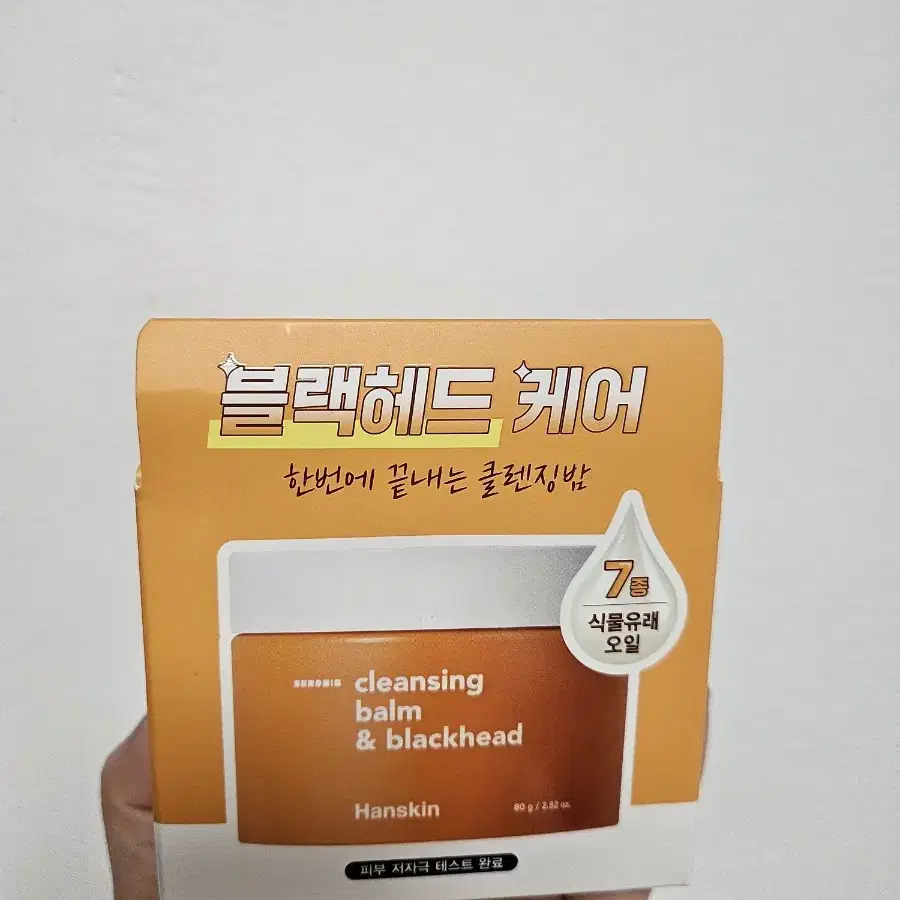 블랙헤드 케어
한번에 끝내는 클렌징밤
7종
식물유래
오일
cleansing
balm
& blackhead
Hanskin
80 g / 2.82 oz.
피부 저자극 테스트 완료